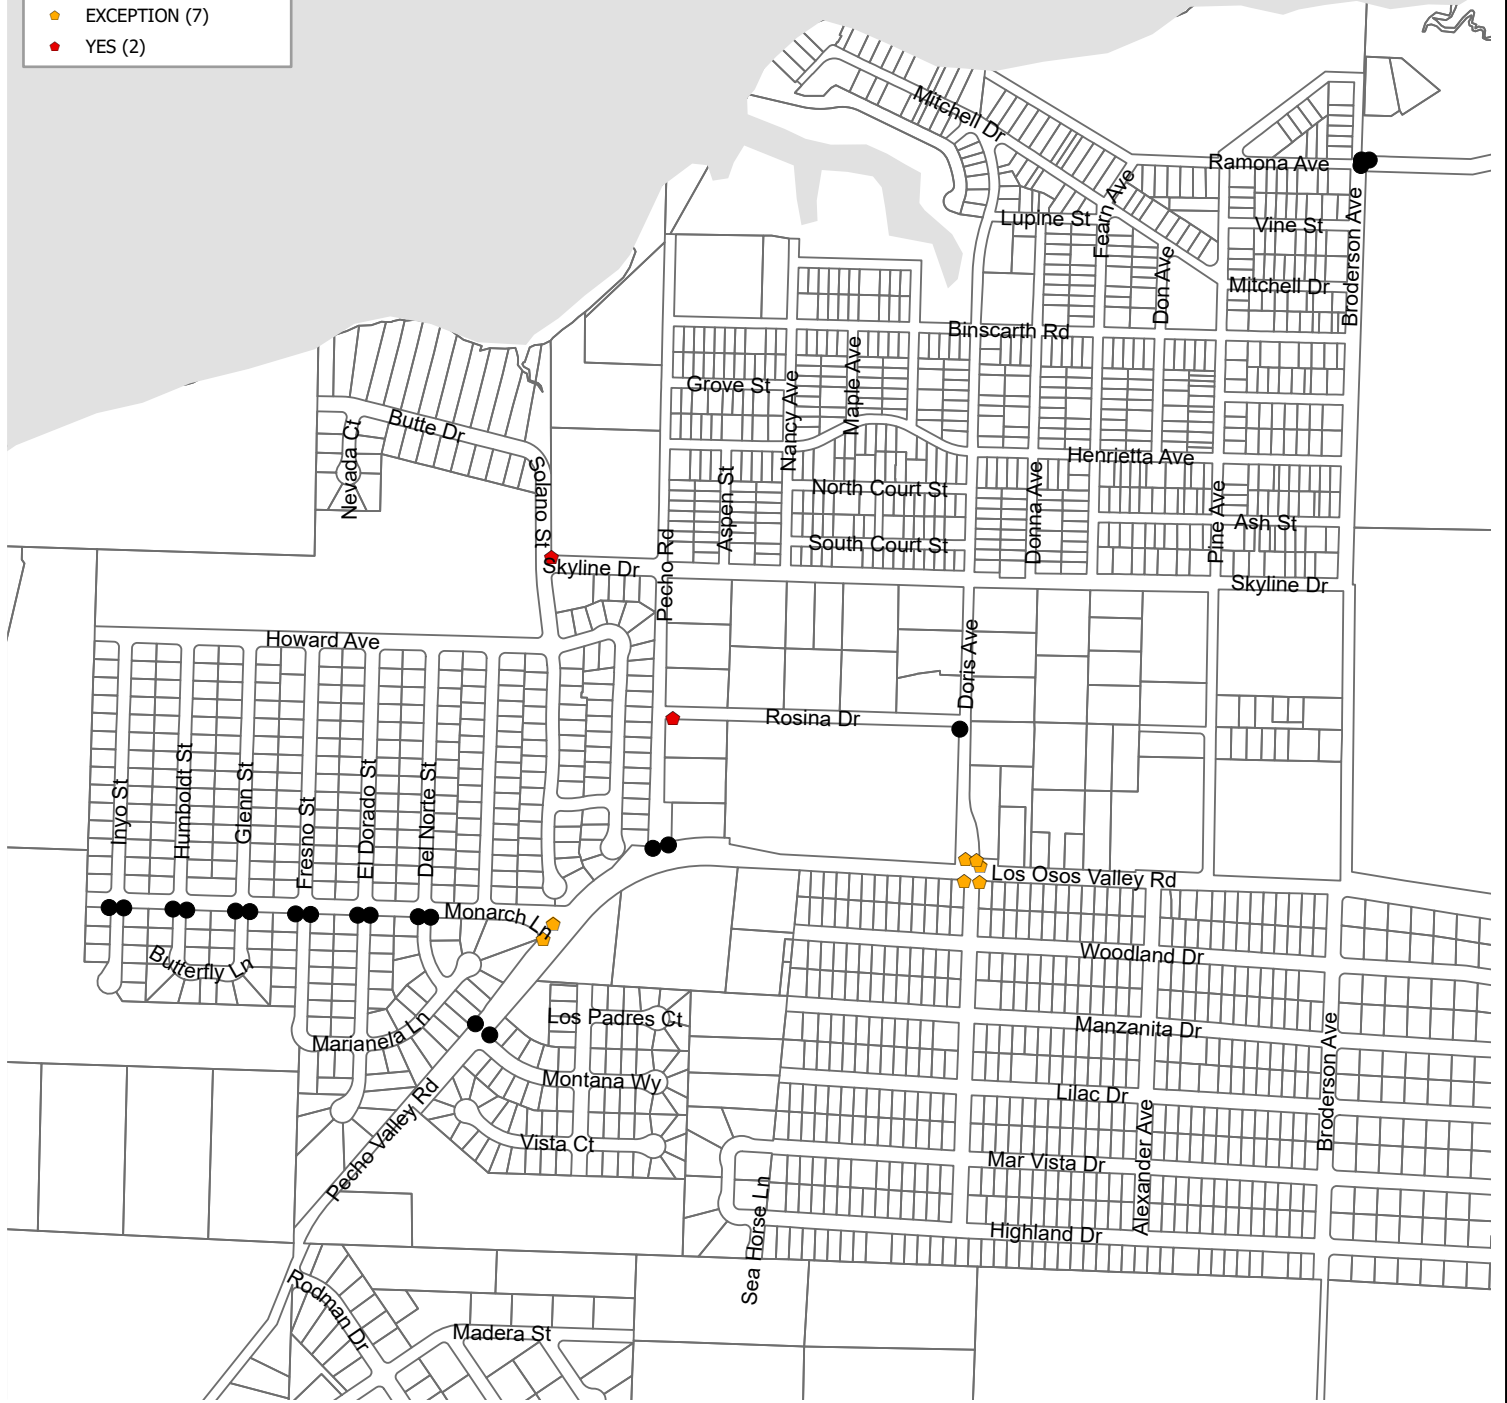 EXCEPTION (7)
YES (2)
Mitchell Dr
Ramona Ave
Fearn Ave
Lupine St
Vine St
Broderson Ave
Don Ave
Mitchell Dr
Binscarth Rd
Maple Ave
Grove St
Nancy Ave
Butte Dr
Nevada Ct
Solano St
Henrietta Ave
Aspen St
North Court St
Donna Ave
Pine Ave
Ash St
South Court St
Pecho Rd
Skyline Dr
Skyline Dr
Howard Ave
Doris Ave
Rosina Dr
Inyo St
Humboldt St
Glenn St
Fresno St
El Dorado St
Del Norte St
Los Osos Valley Rd
Monarch Ln
Butterfly Ln
Woodland Dr
Los Padres Ct
Marianela Ln
Manzanita Dr
Broderson Ave
Montana Wy
Lilac Dr
Pecho Valley Rd
Vista Ct
Alexander Ave
Mar Vista Dr
Sea Horse Ln
Highland Dr
Rodman Dr
Madera St